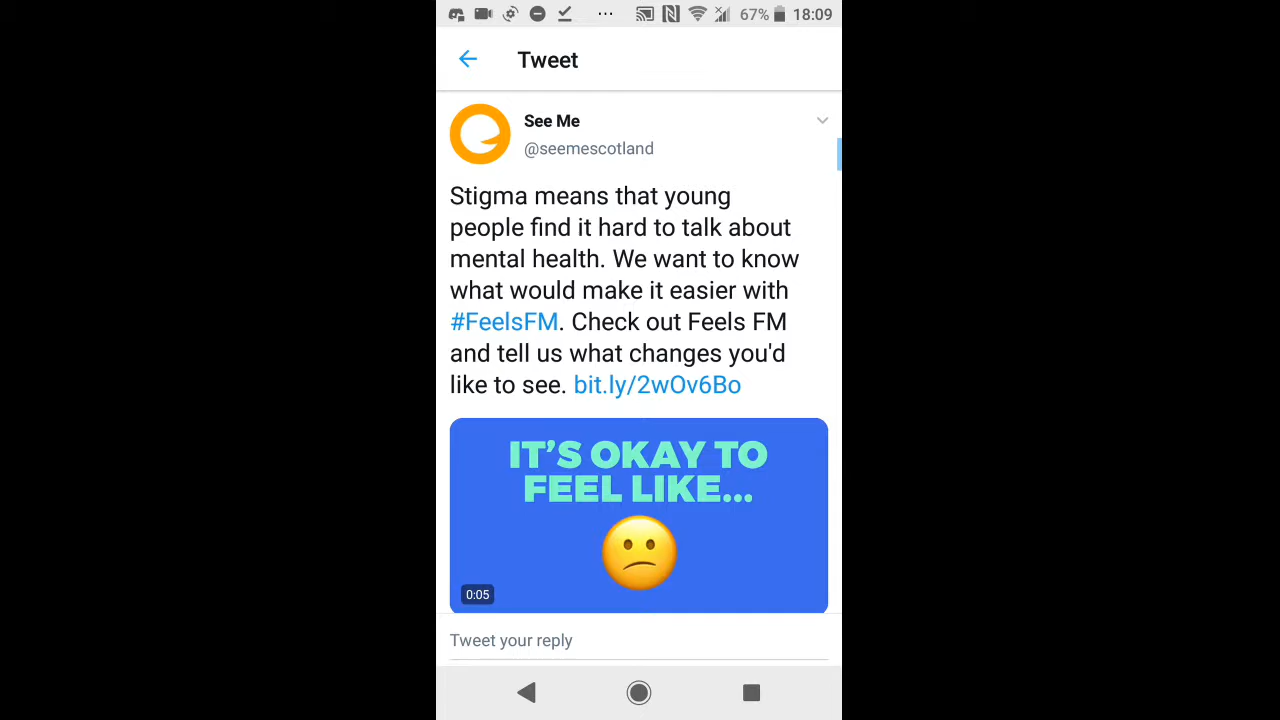 67% 18:09
Tweet
See Me
@seemescotland
Stigma means that young
people find it hard to talk about
mental health. We want to know
what would make it easier with
#FeelsFM. Check out Feels FM
and tell us what changes you'd
like to see. bit.ly/2wOv6Bo
IT'S OKAY TO
FEEL LIKE...
0:05
Tweet your reply